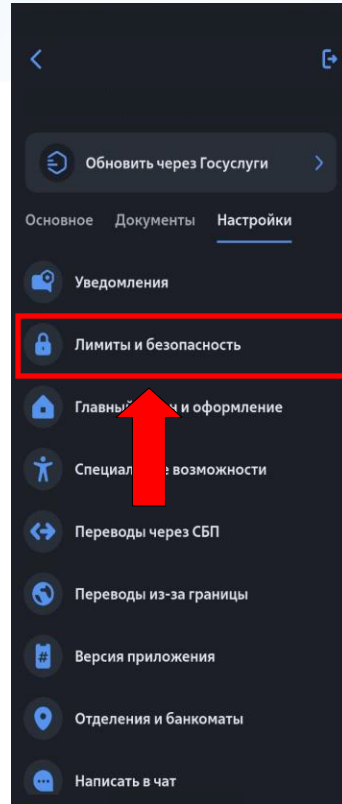 Обновить через Госуслуги
Основное Документы Настройки
Уведомления
Лимиты и безопасность
и оформление
возможности
Переводы через СБП
Переводы из-за границы
#
Версия приложения
Отделения и банкоматы
Написать в чат